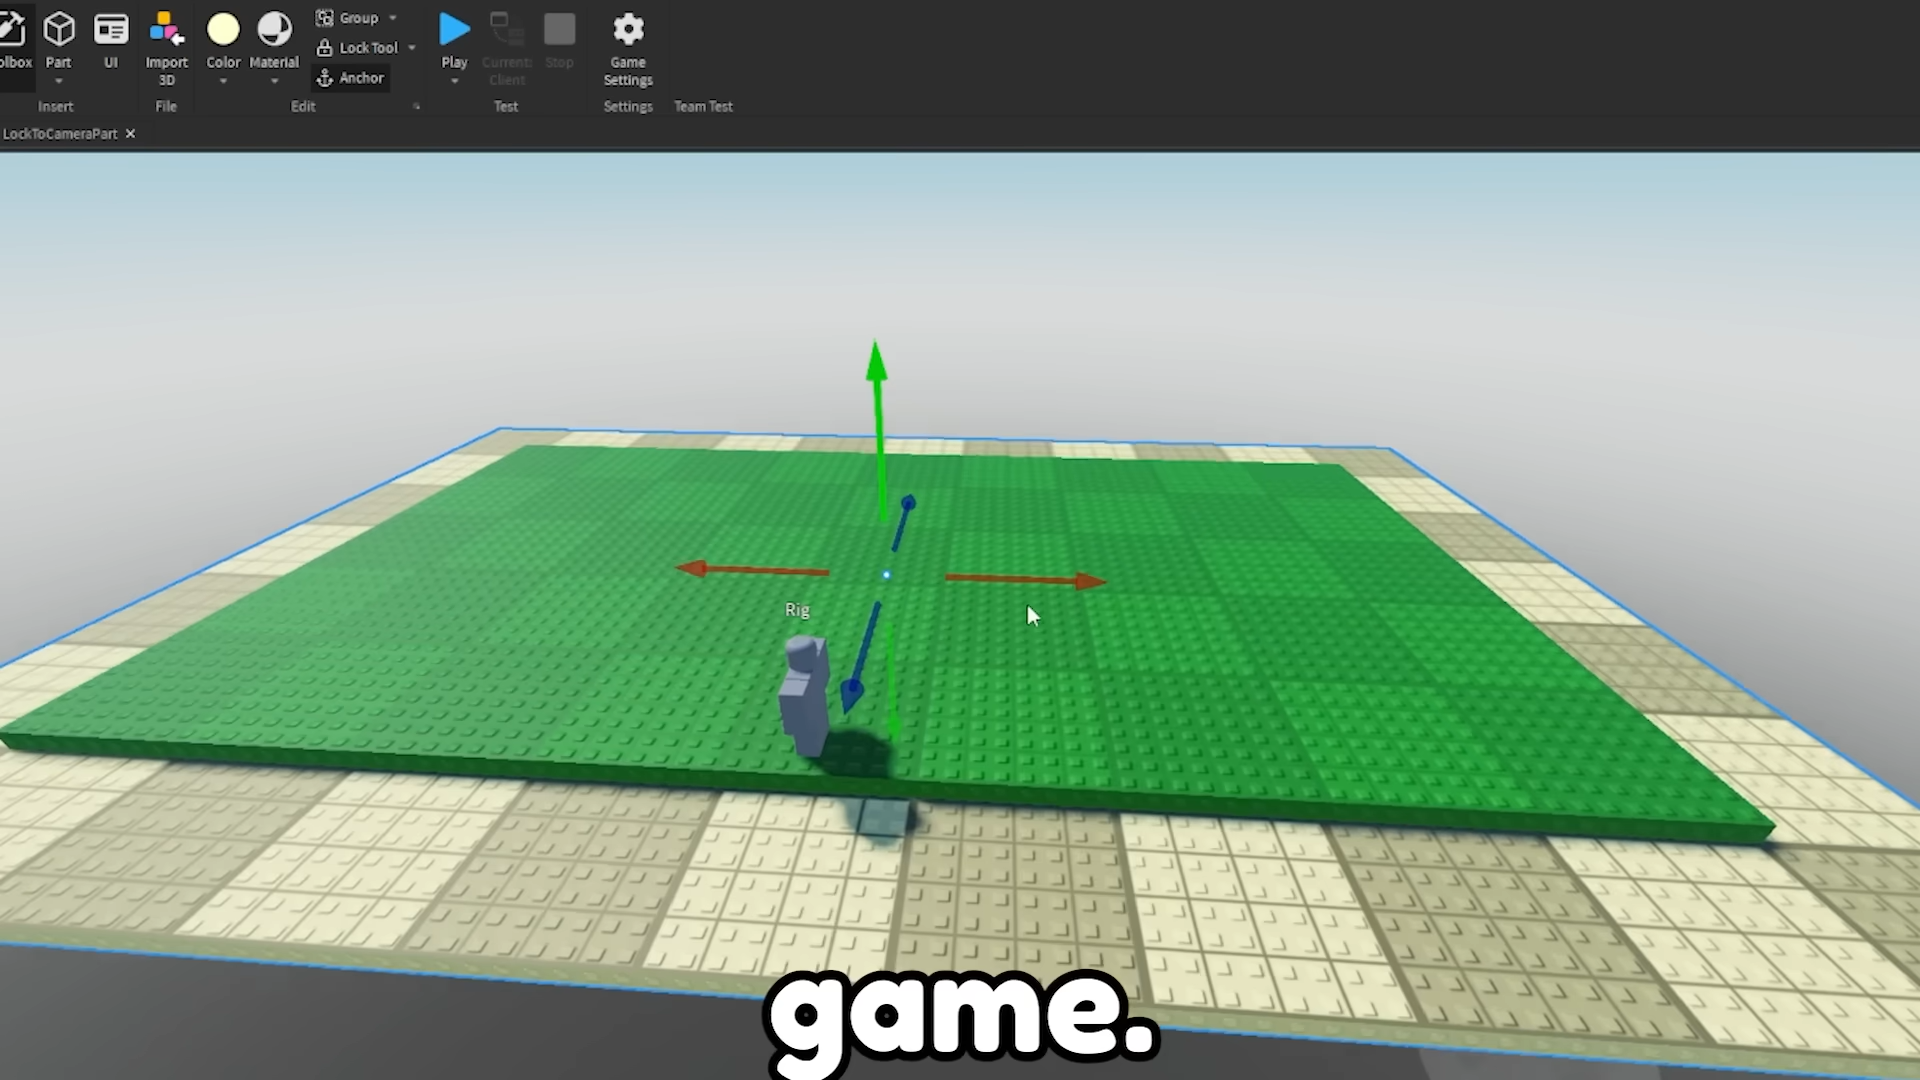 olbox
Part
UI
Import
3D
Color
Material
Group
Lock Tool
Anchor
Play
Current
Client
Stop
Game
Settings
Insert
File
Edit
Test
Settings
Team Test
LockToCameraPart
Rig
game.